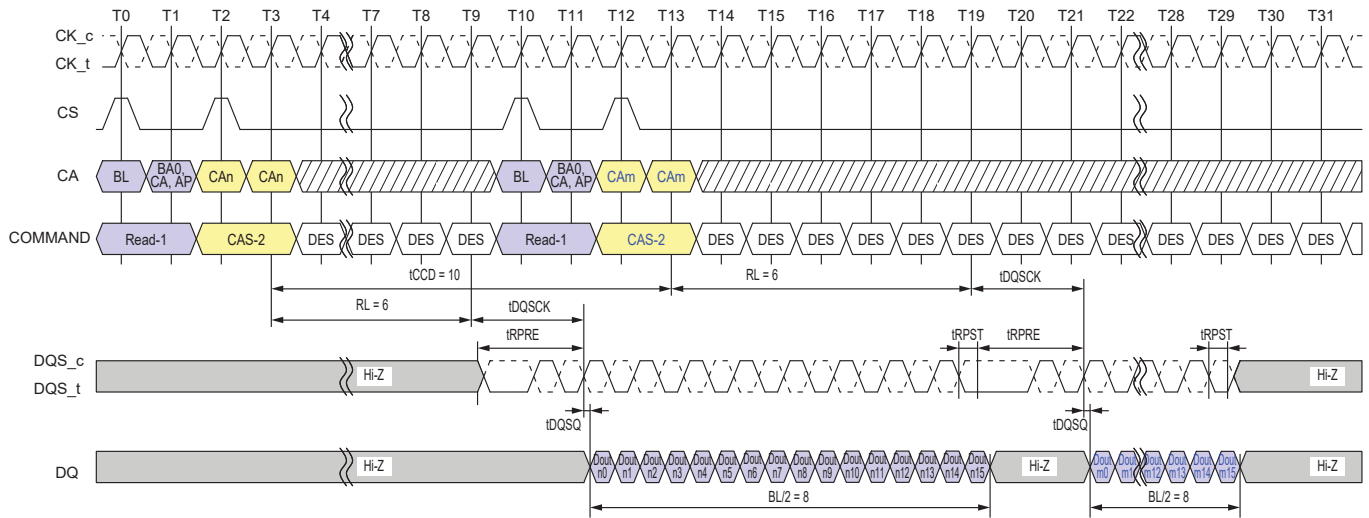 T0 T1 T2 T3 T4 T7 T8 T9 T10 T11 T12 T13 T14 T15 T16 T17 T18 T19 T20 T21 T22 T28 T29 T30 T31
CK_c
CK_t
CS
CA BL BA0, CA, AP CAn CAn BL BA0, CA, AP CAm CAm
COMMAND Read-1 CAS-2 DES DES DES DES Read-1 CAS-2 DES DES DES DES DES DES DES DES DES DES DES DES DES
tCCD = 10 RL = 6 tDQSCK
RL = 6 tDQSCK
tRPRE tRPST tRPRE tRPST
DQS_c
DQS_t
Hi-Z Hi-Z
tDQSQ tDQSQ
DQ Hi-Z Dout n0 Dout n1 Dout n2 Dout n3 Dout n4 Dout n5 Dout n6 Dout n7 Dout n8 Dout n9 Dout n10 Dout n11 Dout n12 Dout n13 Dout n14 Dout n15 Hi-Z Dout m0 Dout m1 Dout m12 Dout m13 Dout m14 Dout m15 Hi-Z
BL/2 = 8 BL/2 = 8